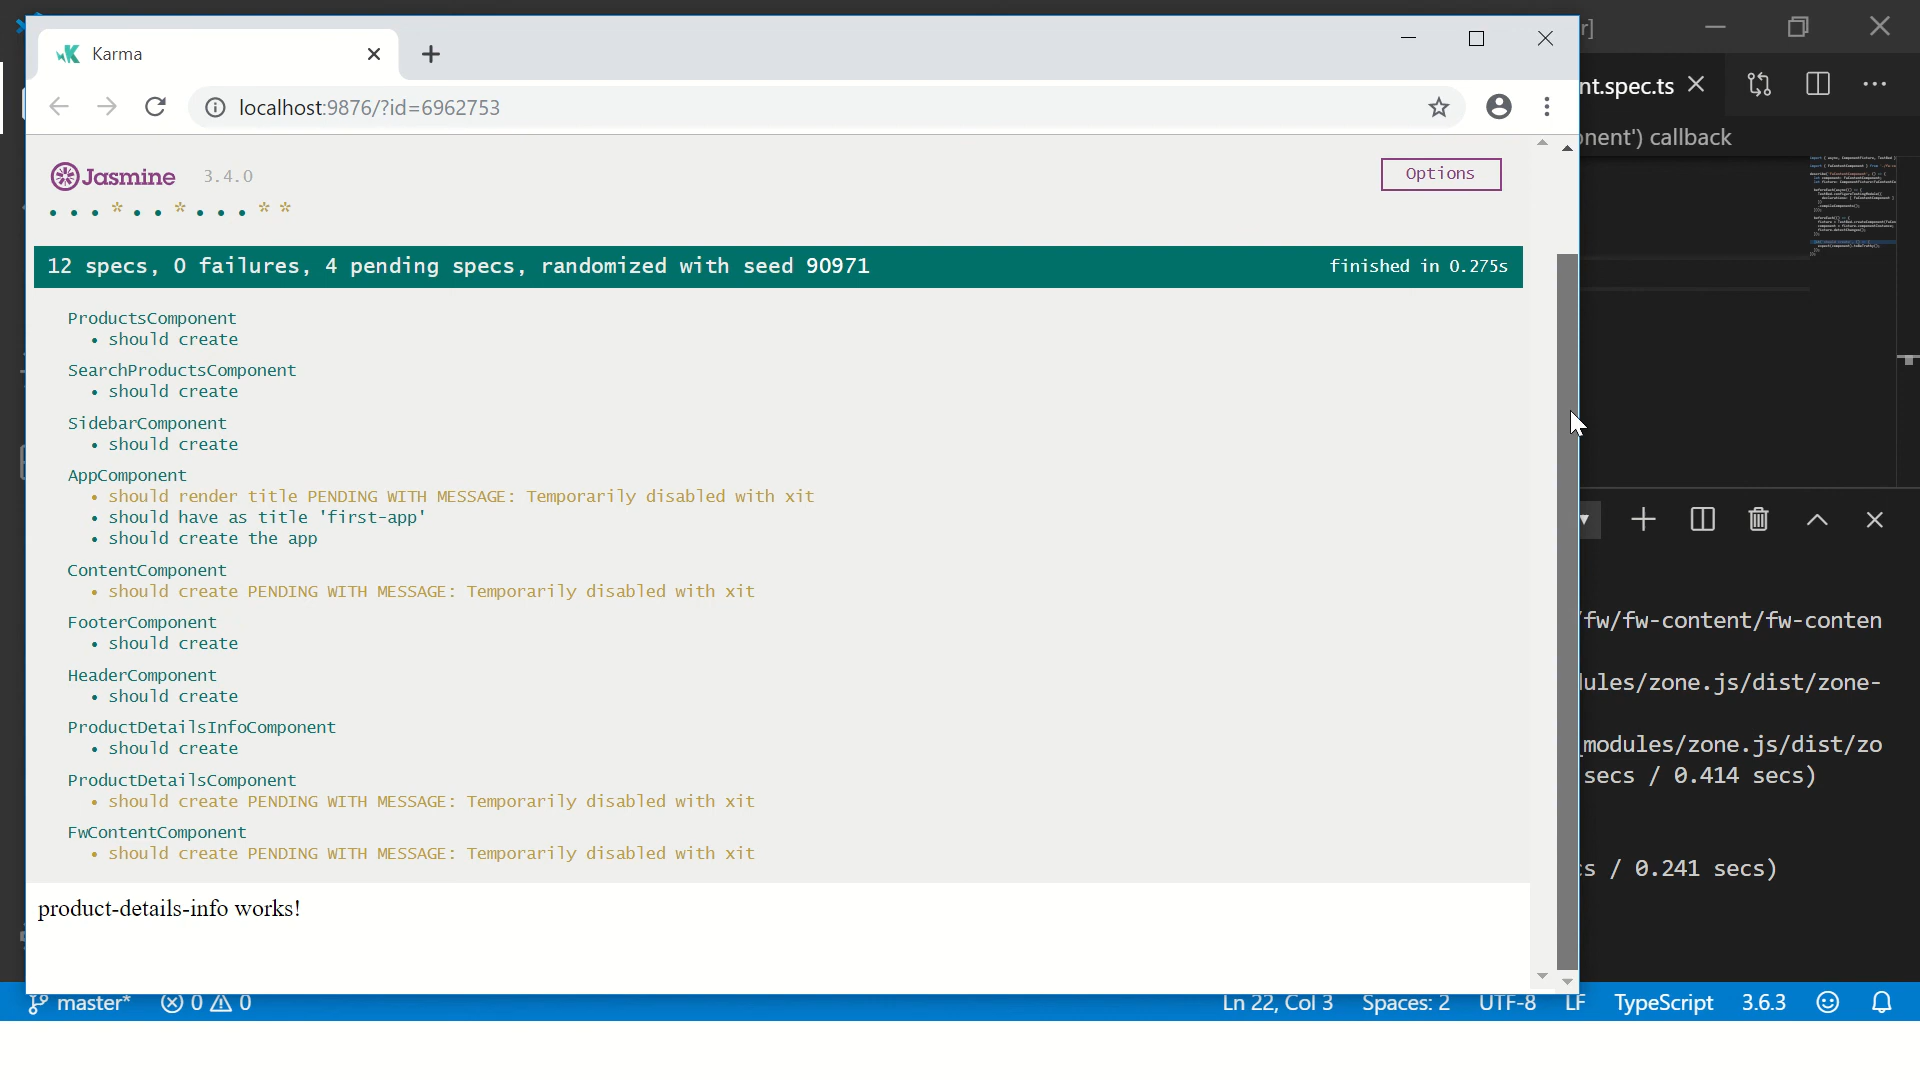 Karma
localhost:9876/?id=6962753
Jasmine 3.4.0
Options
12 specs, 0 failures, 4 pending specs, randomized with seed 90971
finished in 0.275s
ProductsComponent
• should create
SearchProductsComponent
• should create
SidebarComponent
• should create
AppComponent
• should render title PENDING WITH MESSAGE: Temporarily disabled with xit
• should have as title 'first-app'
• should create the app
ContentComponent
• should create PENDING WITH MESSAGE: Temporarily disabled with xit
FooterComponent
• should create
HeaderComponent
• should create
ProductDetailsInfoComponent
• should create
ProductDetailsComponent
• should create PENDING WITH MESSAGE: Temporarily disabled with xit
FwContentComponent
• should create PENDING WITH MESSAGE: Temporarily disabled with xit
product-details-info works!
r]
nt.spec.ts
onent') callback
/fw/fw-content/fw-conten
ules/zone.js/dist/zone-
_modules/zone.js/dist/zo
secs / 0.414 secs)
cs / 0.241 secs)
master* 0 0
Ln 22, Col 3 Spaces: 2 UTF-8 LF TypeScript 3.6.3